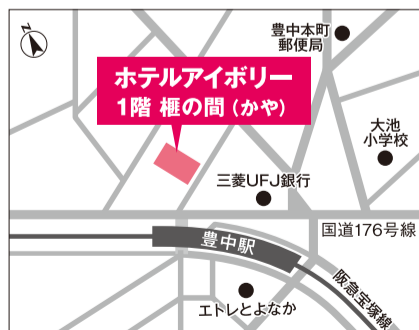 Z
豊中本町
郵便局
ホテルアイボリー
1階 榧の間（かや）
大池
小学校
三菱UFJ銀行
国道176号線
豊中駅
阪急宝塚線
エトレとよなか